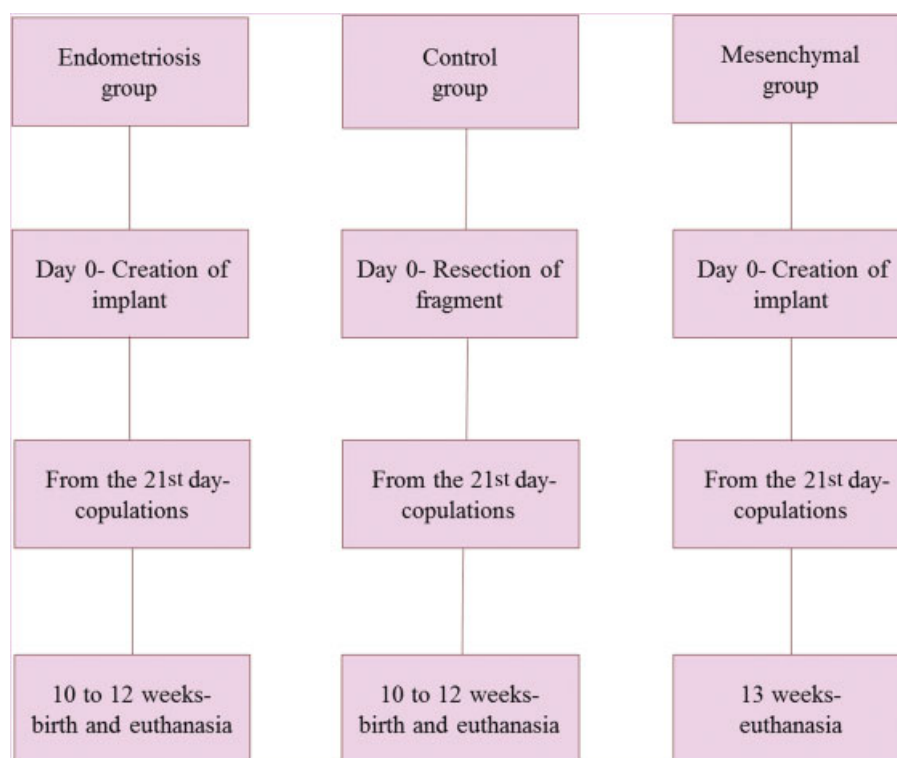 Endometriosis
group
Control
group
Mesenchymal
group
Day 0- Creation of
implant
Day 0- Resection of
fragment
Day 0- Creation of
implant
From the 21st day-
copulations
From the 21st day-
copulations
From the 21st day-
copulations
10 to 12 weeks-
birth and euthanasia
10 to 12 weeks-
birth and euthanasia
13 weeks-
euthanasia